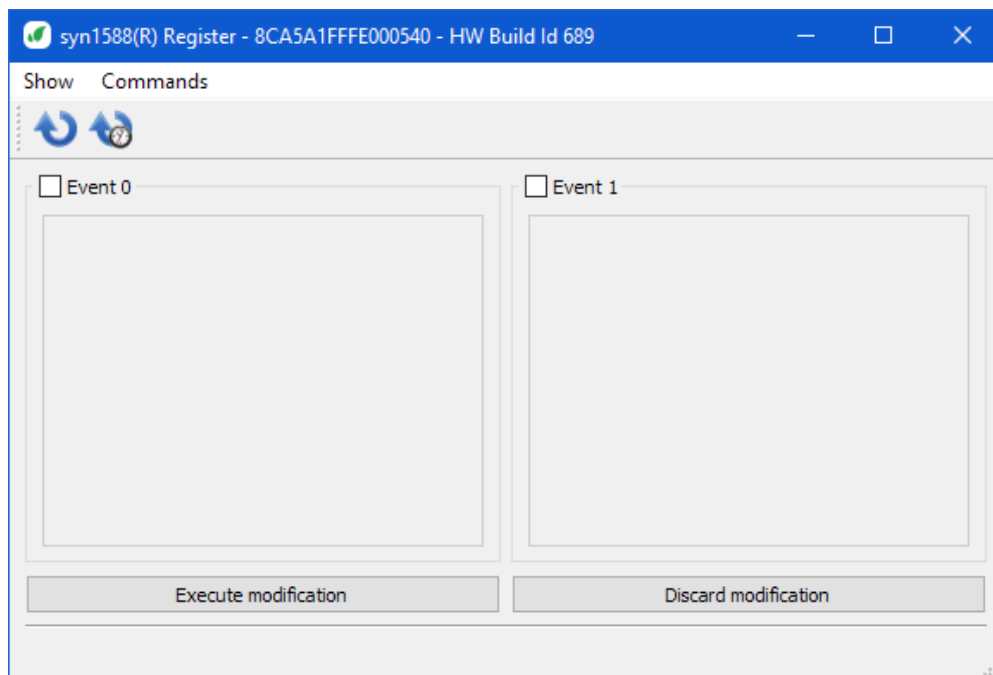 syn1588(R) Register - 8CA5A1FFFE000540 - HW Build Id 689
Show Commands
Event 0 Event 1
Execute modification Discard modification